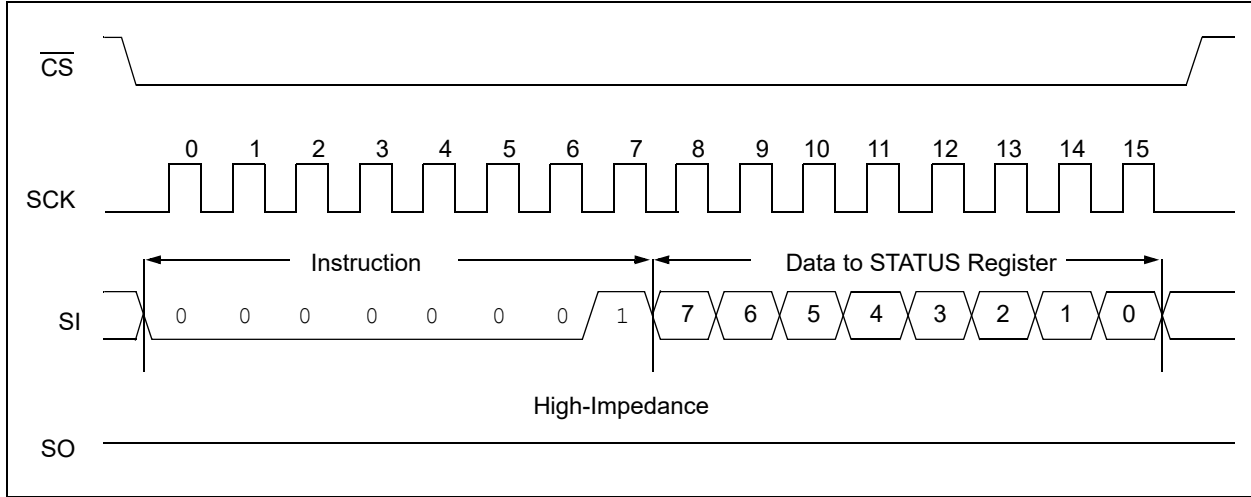 CS
0 1 2 3 4 5 6 7 8 9 10 11 12 13 14 15
SCK
Instruction Data to STATUS Register
SI 0 0 0 0 0 0 0 1 7 6 5 4 3 2 1 0
High-Impedance
SO